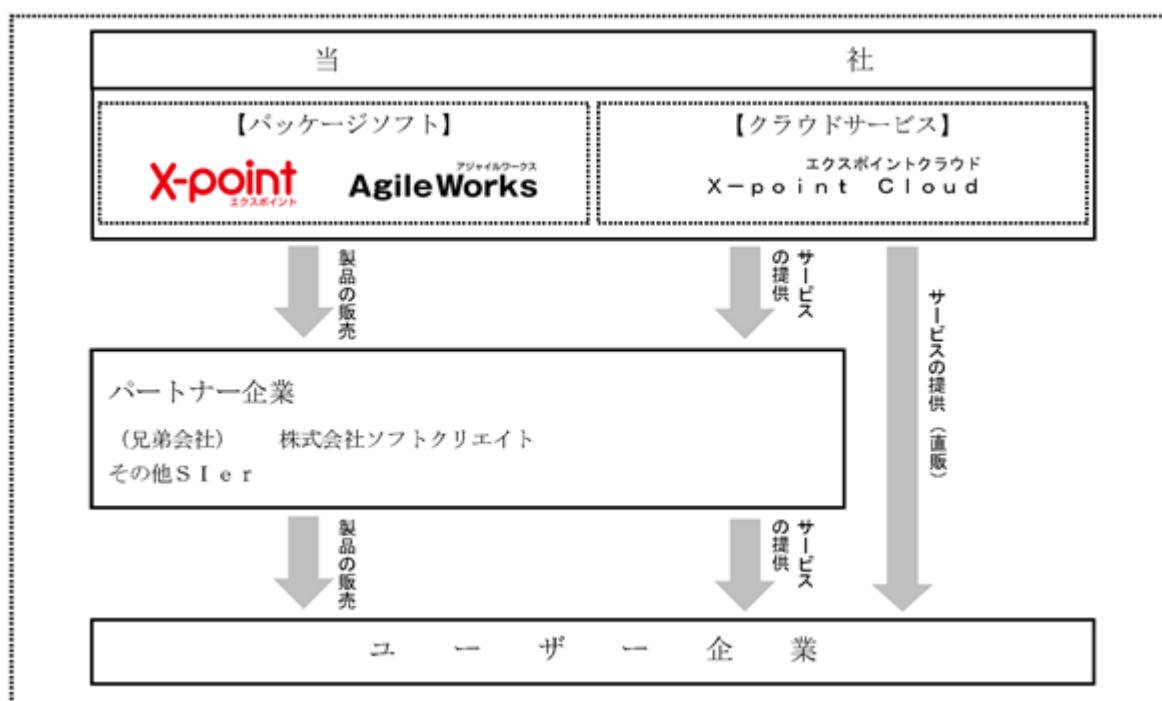 当　　　　　社
【パッケージソフト】
【クラウドサービス】
X-point
エクスポイント
アジャイルワークス
AgileWorks
エクスポイントクラウド
Ｘ－ｐｏｉｎｔ　Ｃｌｏｕｄ
製品の販売
サービス
の提供
サービスの提供（直販）
パートナー企業
（兄弟会社）　　株式会社ソフトクリエイト
その他ＳＩｅｒ
製品の販売
サービス
の提供
ユ　ー　ザ　ー　企　業